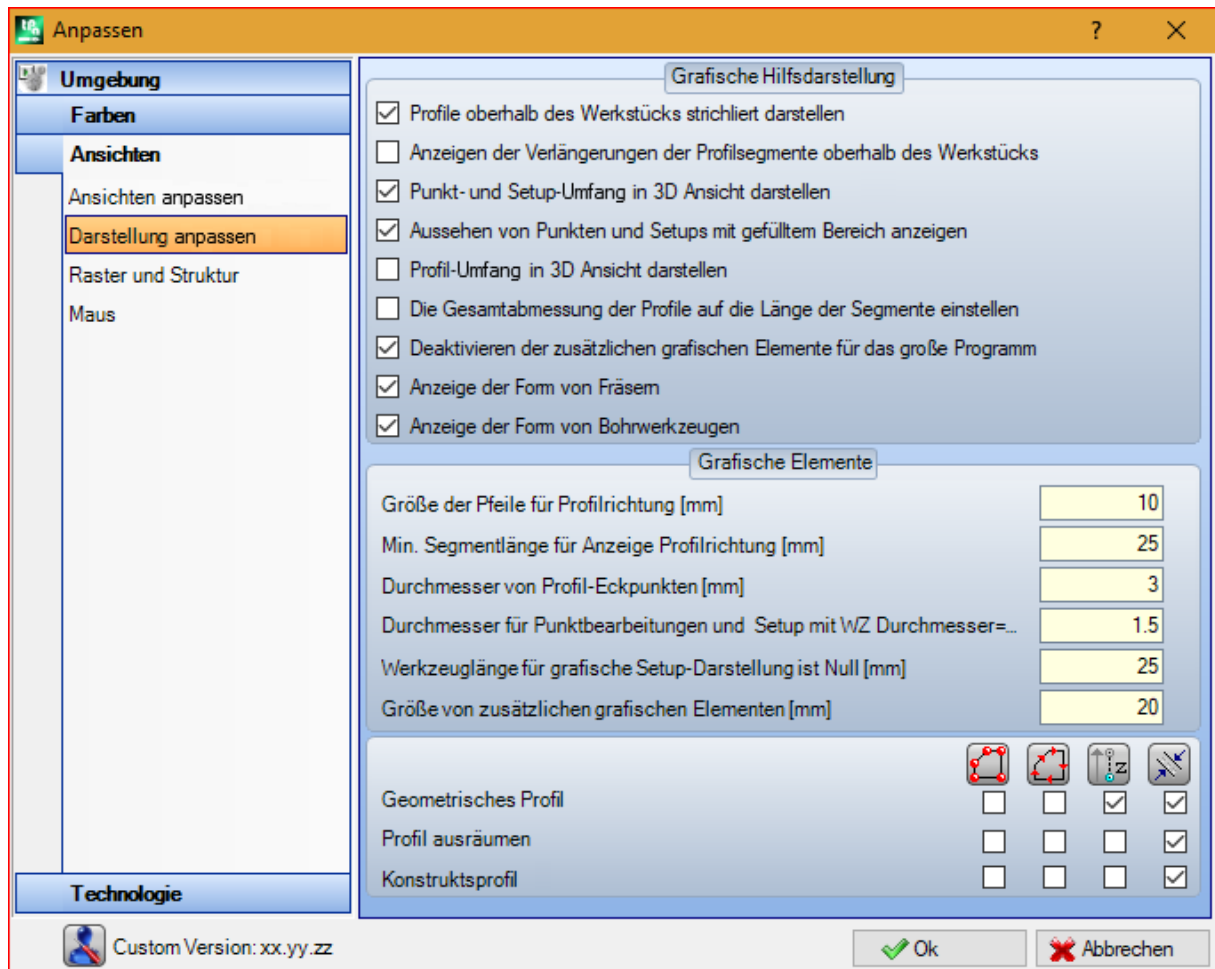 Anpassen
?
Umgebung
Farben
Ansichten
Ansichten anpassen
Darstellung anpassen
Raster und Struktur
Maus
Technologie
Grafische Hilfsdarstellung
Profile oberhalb des Werkstücks strichliert darstellen
Anzeigen der Verlängerungen der Profilsegmente oberhalb des Werkstücks
Punkt- und Setup-Umfang in 3D Ansicht darstellen
Aussehen von Punkten und Setups mit gefülltem Bereich anzeigen
Profil-Umfang in 3D Ansicht darstellen
Die Gesamtabmessung der Profile auf die Länge der Segmente einstellen
Deaktivieren der zusätzlichen grafischen Elemente für das große Programm
Anzeige der Form von Fräsern
Anzeige der Form von Bohrwerkzeugen
Grafische Elemente
Größe der Pfeile für Profilrichtung [mm] 10
Min. Segmentlänge für Anzeige Profilrichtung [mm] 25
Durchmesser von Profil-Eckpunkten [mm] 3
Durchmesser für Punktbearbeitungen und Setup mit WZ Durchmesser=... 1.5
Werkzeuglänge für grafische Setup-Darstellung ist Null [mm] 25
Größe von zusätzlichen grafischen Elementen [mm] 20
z
Geometrisches Profil
Profil ausräumen
Konstruktsprofil
Custom Version: xx.yy.zz
Ok
Abbrechen